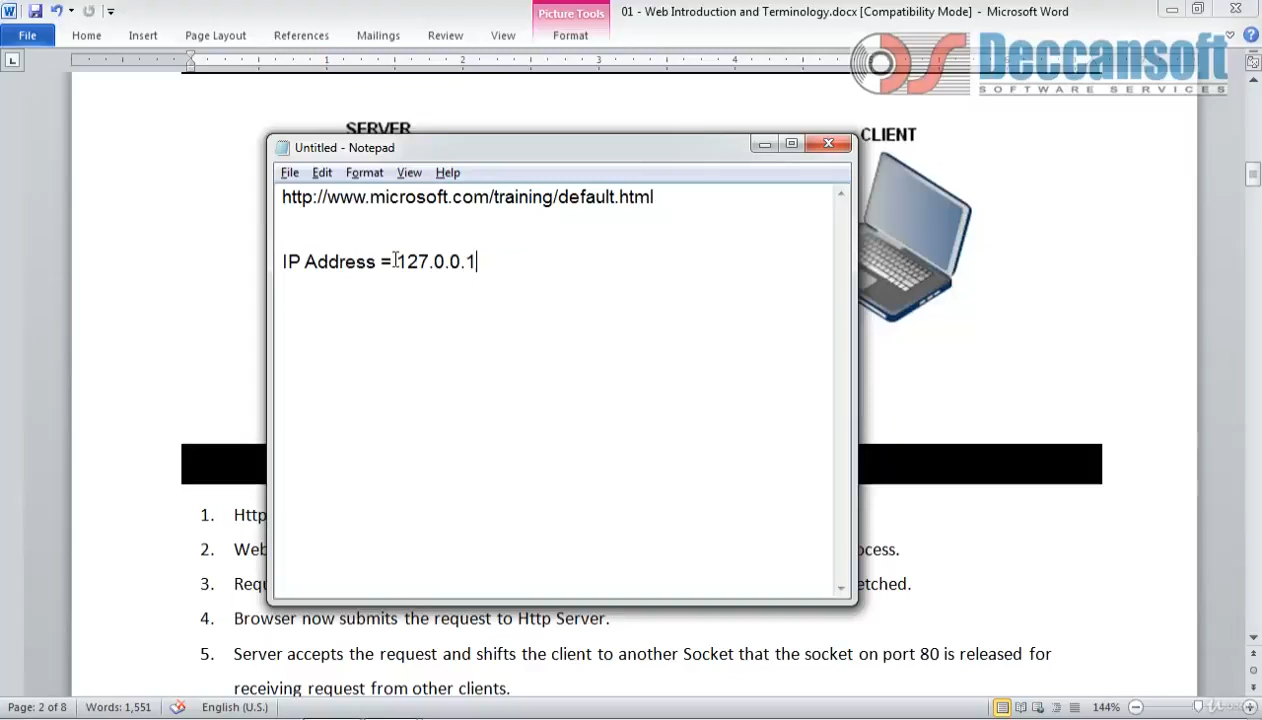 Picture Tools
01 - Web Introduction and Terminology.docx [Compatibility Mode] - Microsoft Word
File Home Insert Page Layout References Mailings Review View Format
1 2 3 4
Deccansoft
SOFTWARE SERVICES
SERVER
CLIENT
Untitled - Notepad
File Edit Format View Help
http://www.microsoft.com/training/default.html
IP Address = 127.0.0.1
1. Http
2. Web ocess.
3. Requ etched.
4. Browser now submits the request to Http Server.
5. Server accepts the request and shifts the client to another Socket that the socket on port 80 is released for
receiving request from other clients.
Page: 2 of 8 Words: 1,551 English (U.S.) 144%